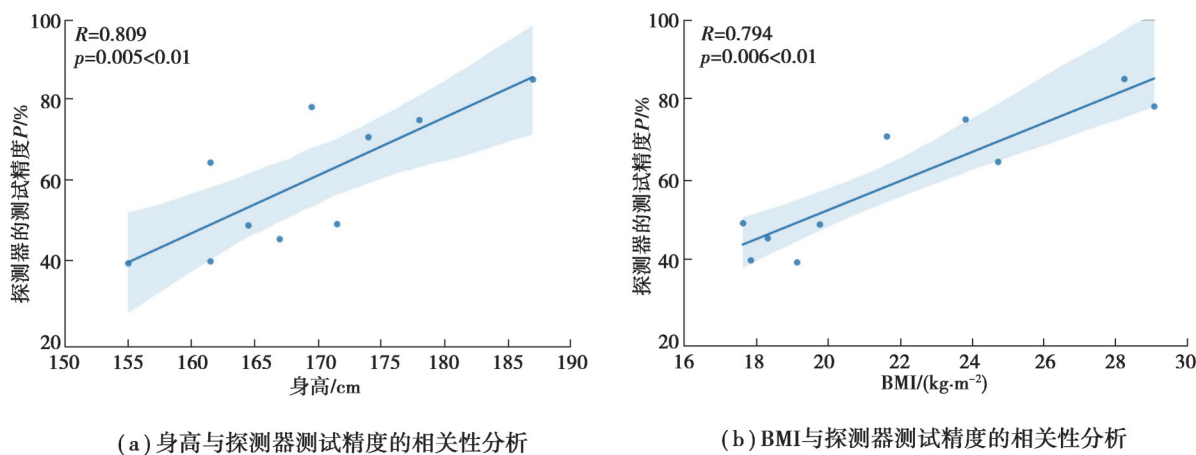 100
80
60
40
20
探测器的测试精度P/%
R=0.809
p=0.005<0.01
150 155 160 165 170 175 180 185 190
身高/cm
(a)身高与探测器测试精度的相关性分析
100
80
60
40
20
探测器的测试精度P/%
R=0.794
p=0.006<0.01
16 18 20 22 24 26 28 30
BMI/(kg·m⁻²)
(b)BMI与探测器测试精度的相关性分析